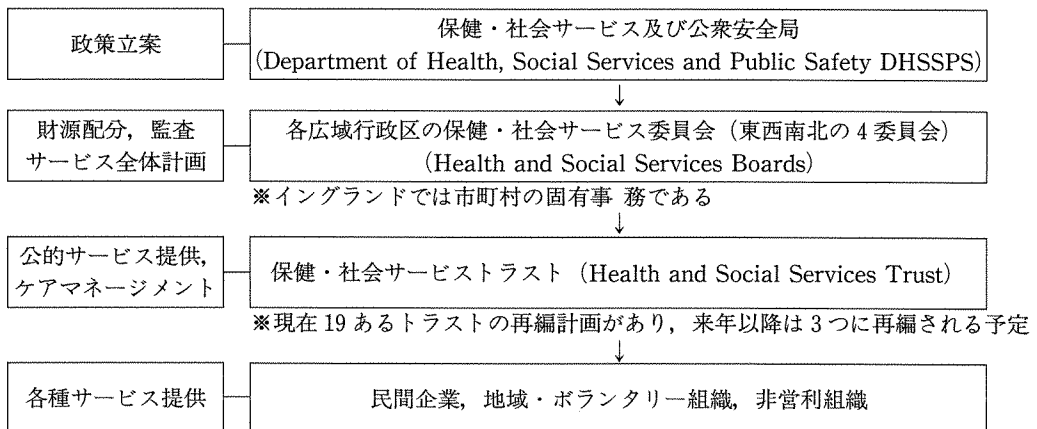 政策立案
保健・社会サービス及び公衆安全局
(Department of Health, Social Services and Public Safety DHSSPS)
↓
財源配分，監査
サービス全体計画
各広域行政区の保健・社会サービス委員会（東西南北の4委員会）
(Health and Social Services Boards)
※イングランドでは市町村の固有事 務である
↓
公的サービス提供，
ケアマネージメント
保健・社会サービストラスト（Health and Social Services Trust）
※現在19あるトラストの再編計画があり，来年以降は3つに再編される予定
↓
各種サービス提供
民間企業，地域・ボランタリー組織，非営利組織